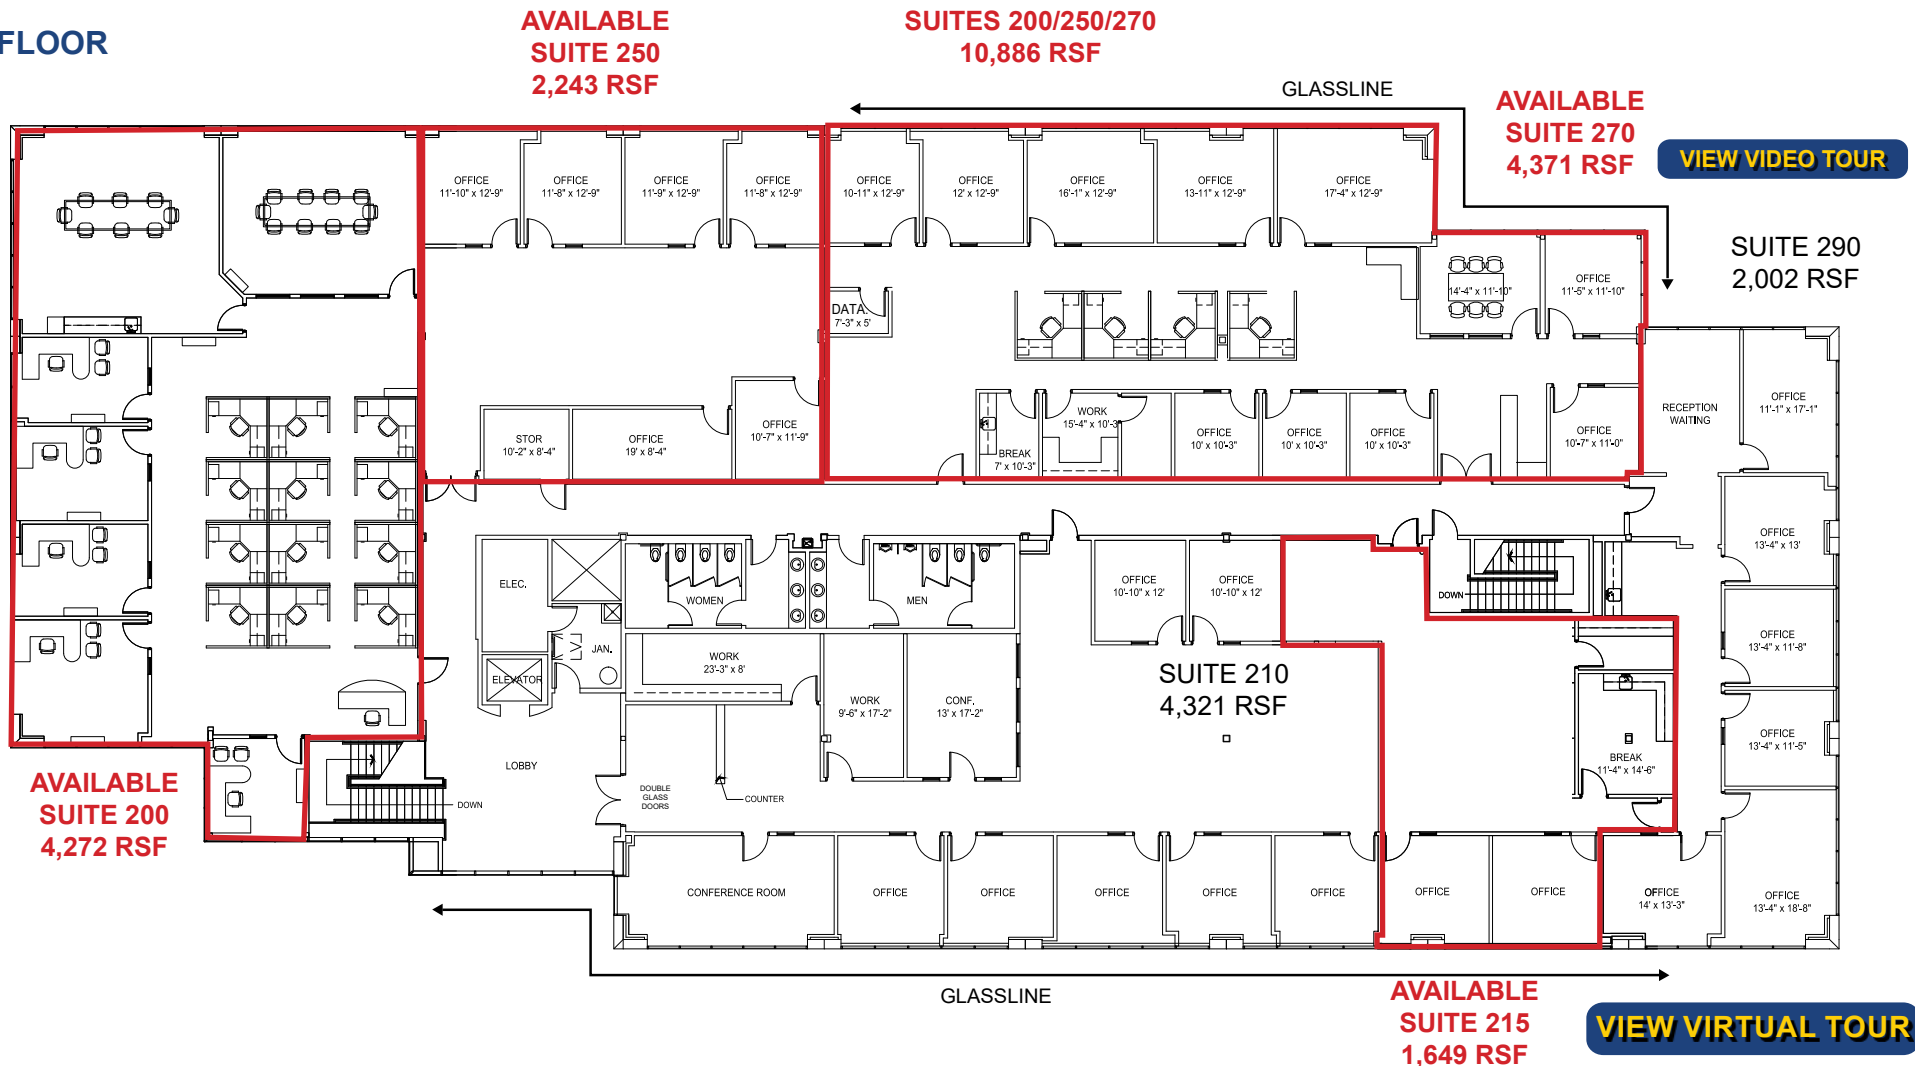 FLOOR
AVAILABLE
SUITE 250
2,243 RSF
SUITES 200/250/270
10,886 RSF
GLASSLINE
AVAILABLE
SUITE 270
4,371 RSF
VIEW VIDEO TOUR
SUITE 290
2,002 RSF
OFFICE
11'-10" x 12'-9"
OFFICE
11'-8" x 12'-9"
OFFICE
11'-9" x 12'-9"
OFFICE
11'-8" x 12'-9"
OFFICE
10-11" x 12'-9"
OFFICE
12' x 12'-9"
OFFICE
16'-1" x 12'-9"
OFFICE
13-11" x 12'-9"
OFFICE
17'-4" x 12'-9"
DATA.
7'-3" x 5'
14'-4" x 11'-10"
OFFICE
11'-5" x 11'-10"
STOR
10'-2" x 8'-4"
OFFICE
19' x 8'-4"
OFFICE
10'-7" x 11'-9"
BREAK
7' x 10'-3"
WORK
15'-4" x 10'-3
OFFICE
10' x 10'-3"
OFFICE
10' x 10'-3"
OFFICE
10' x 10'-3"
OFFICE
10'-7" x 11'-0"
RECEPTION
WAITING
OFFICE
11'-1" x 17'-1"
OFFICE
13'-4" x 13'
OFFICE
13'-4" x 11'-8"
OFFICE
13'-4" x 11'-5"
OFFICE
13'-4" x 18'-8"
ELEC.
WOMEN
MEN
OFFICE
10'-10" x 12'
OFFICE
10'-10" x 12'
DOWN
JAN.
ELEVATOR
WORK
23'-3" x 8'
WORK
9'-6" x 17'-2"
CONF.
13' x 17'-2"
SUITE 210
4,321 RSF
BREAK
11'-4" x 14'-6"
LOBBY
DOUBLE
GLASS
DOORS
COUNTER
DOWN
AVAILABLE
SUITE 200
4,272 RSF
CONFERENCE ROOM
OFFICE
OFFICE
OFFICE
OFFICE
OFFICE
OFFICE
OFFICE
OFFICE
14' x 13'-3"
GLASSLINE
AVAILABLE
SUITE 215
1,649 RSF
VIEW VIRTUAL TOUR